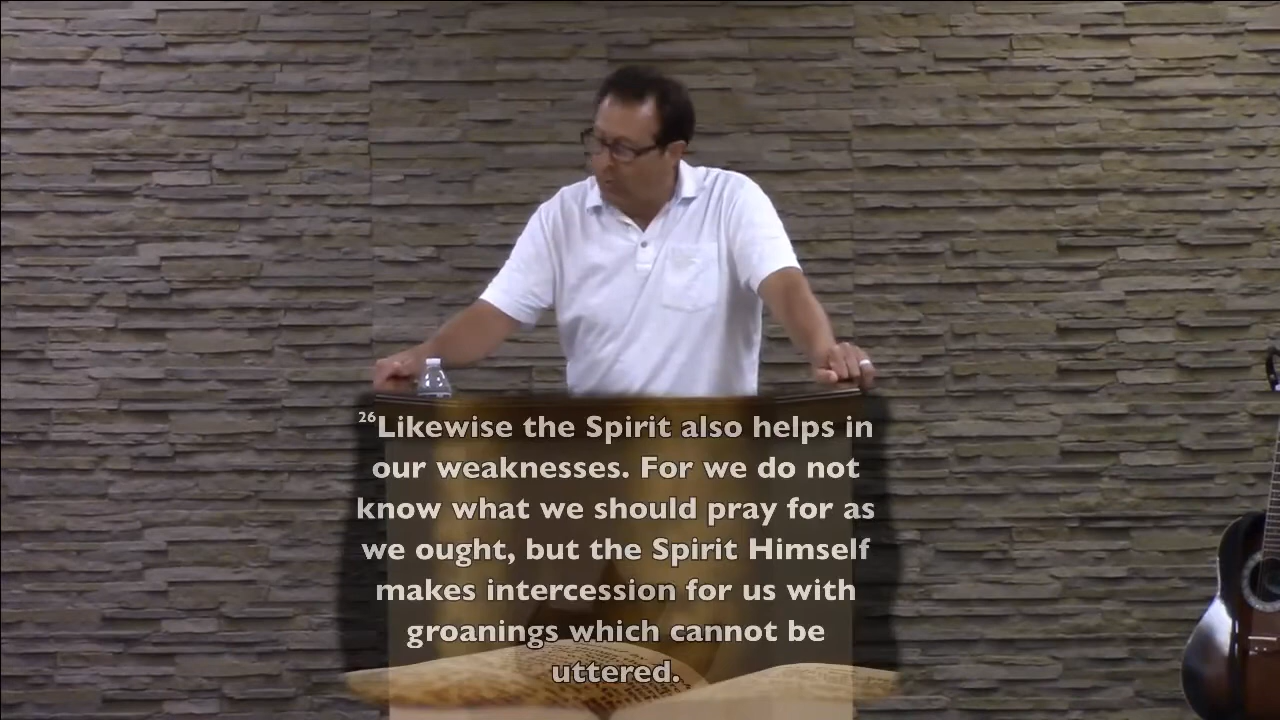 26Likewise the Spirit also helps in
our weaknesses. For we do not
know what we should pray for as
we ought, but the Spirit Himself
makes intercession for us with
groanings which cannot be
uttered.